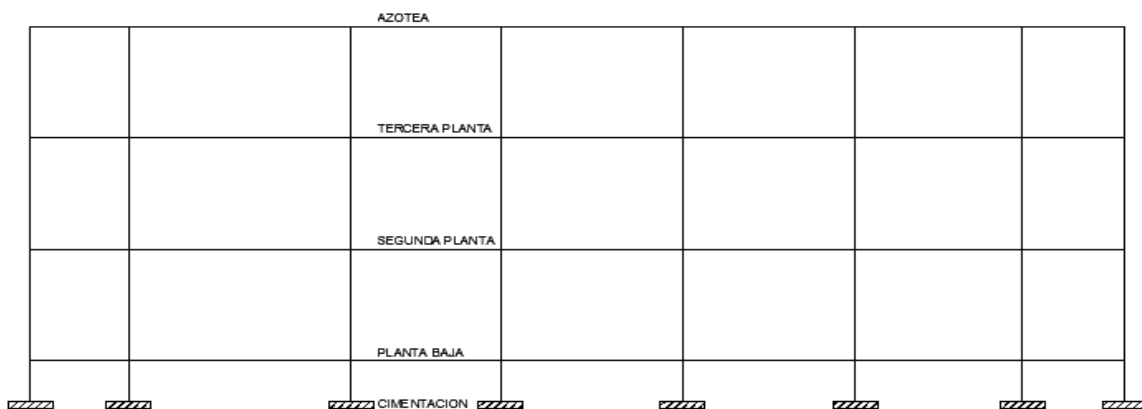 AZOTEA
TERCERA PLANTA
SEGUNDA PLANTA
PLANTA BAJA
CIMENTACION